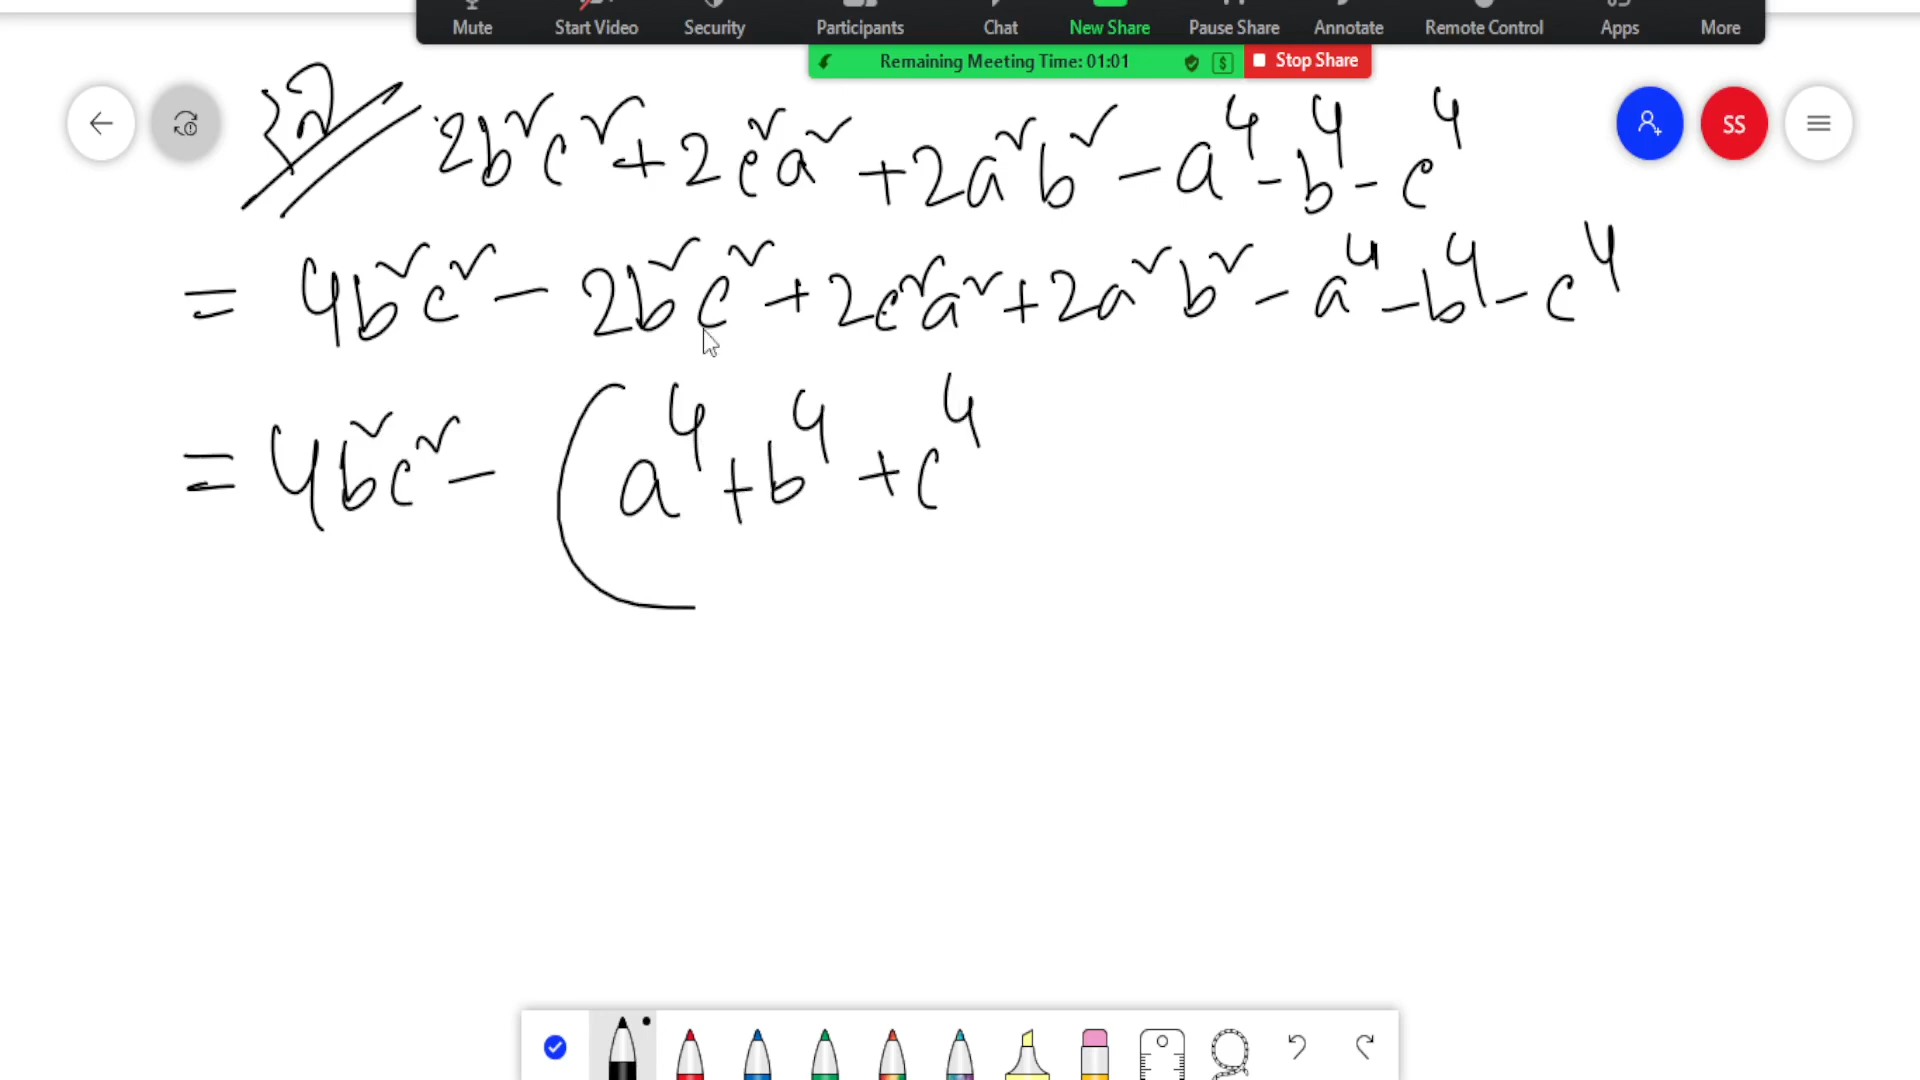 Mute Start Video Security Participants Chat New Share Pause Share Annotate Remote Control Apps More
Remaining Meeting Time: 01:01 $ Stop Share
SS
৩২ 2b²c² + 2c²a² + 2a²b² - a⁴ - b⁴ - c⁴
= 4b²c² - 2b²c² + 2c²a² + 2a²b² - a⁴ - b⁴ - c⁴
= 4b²c² - (a⁴ + b⁴ + c⁴